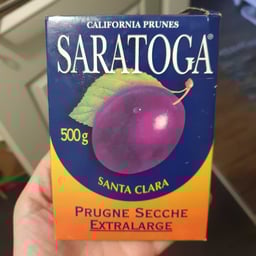 CALIFORNIA PRUNES
SARATOGA®
500g
SANTA CLARA
PRUGNE SECCHE
EXTRALARGE